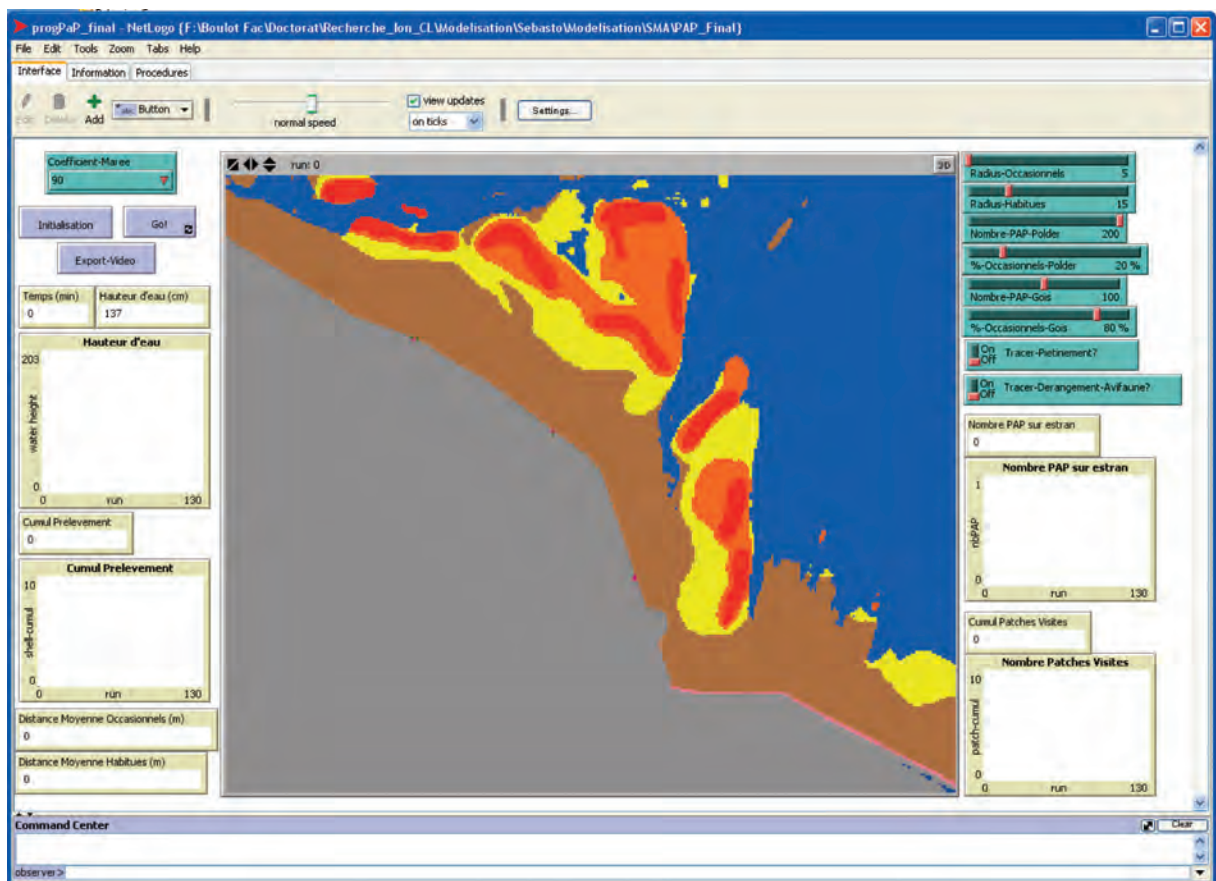 progPaP_final - NetLogo {F:\Boulot Fac\Doctorat\Recherche_Ion_CL\Modelisation\Sebasto\Modelisation\SMA\PAP_Final}
File Edit Tools Zoom Tabs Help
Interface Information Procedures
Edit Delete Add Button
normal speed
view updates
on ticks
Settings...
Coefficient-Maree
90
Initialisation Go!
Export-Video
Temps (min) Hauteur d'eau (cm)
0 137
Hauteur d'eau
203
water height
0
0 run 130
Cumul Prelevement
0
Cumul Prelevement
10
shell-cumul
0
0 run 130
Distance Moyenne Occasionnels (m)
0
Distance Moyenne Habitues (m)
0
run: 0 3D
Radius-Occasionnels 5
Radius-Habitues 15
Nombre-PAP-Polder 200
%-Occasionnels-Polder 20 %
Nombre-PAP-Gois 100
%-Occasionnels-Gois 80 %
On
Off Tracer-Pietinement?
On
Off Tracer-Derangement-Avifaune?
Nombre PAP sur estran
0
Nombre PAP sur estran
1
nbPAP
0
0 run 130
Cumul Patches Visites
0
Nombre Patches Visites
10
patch-cumul
0
0 run 130
Command Center Clear
observer>